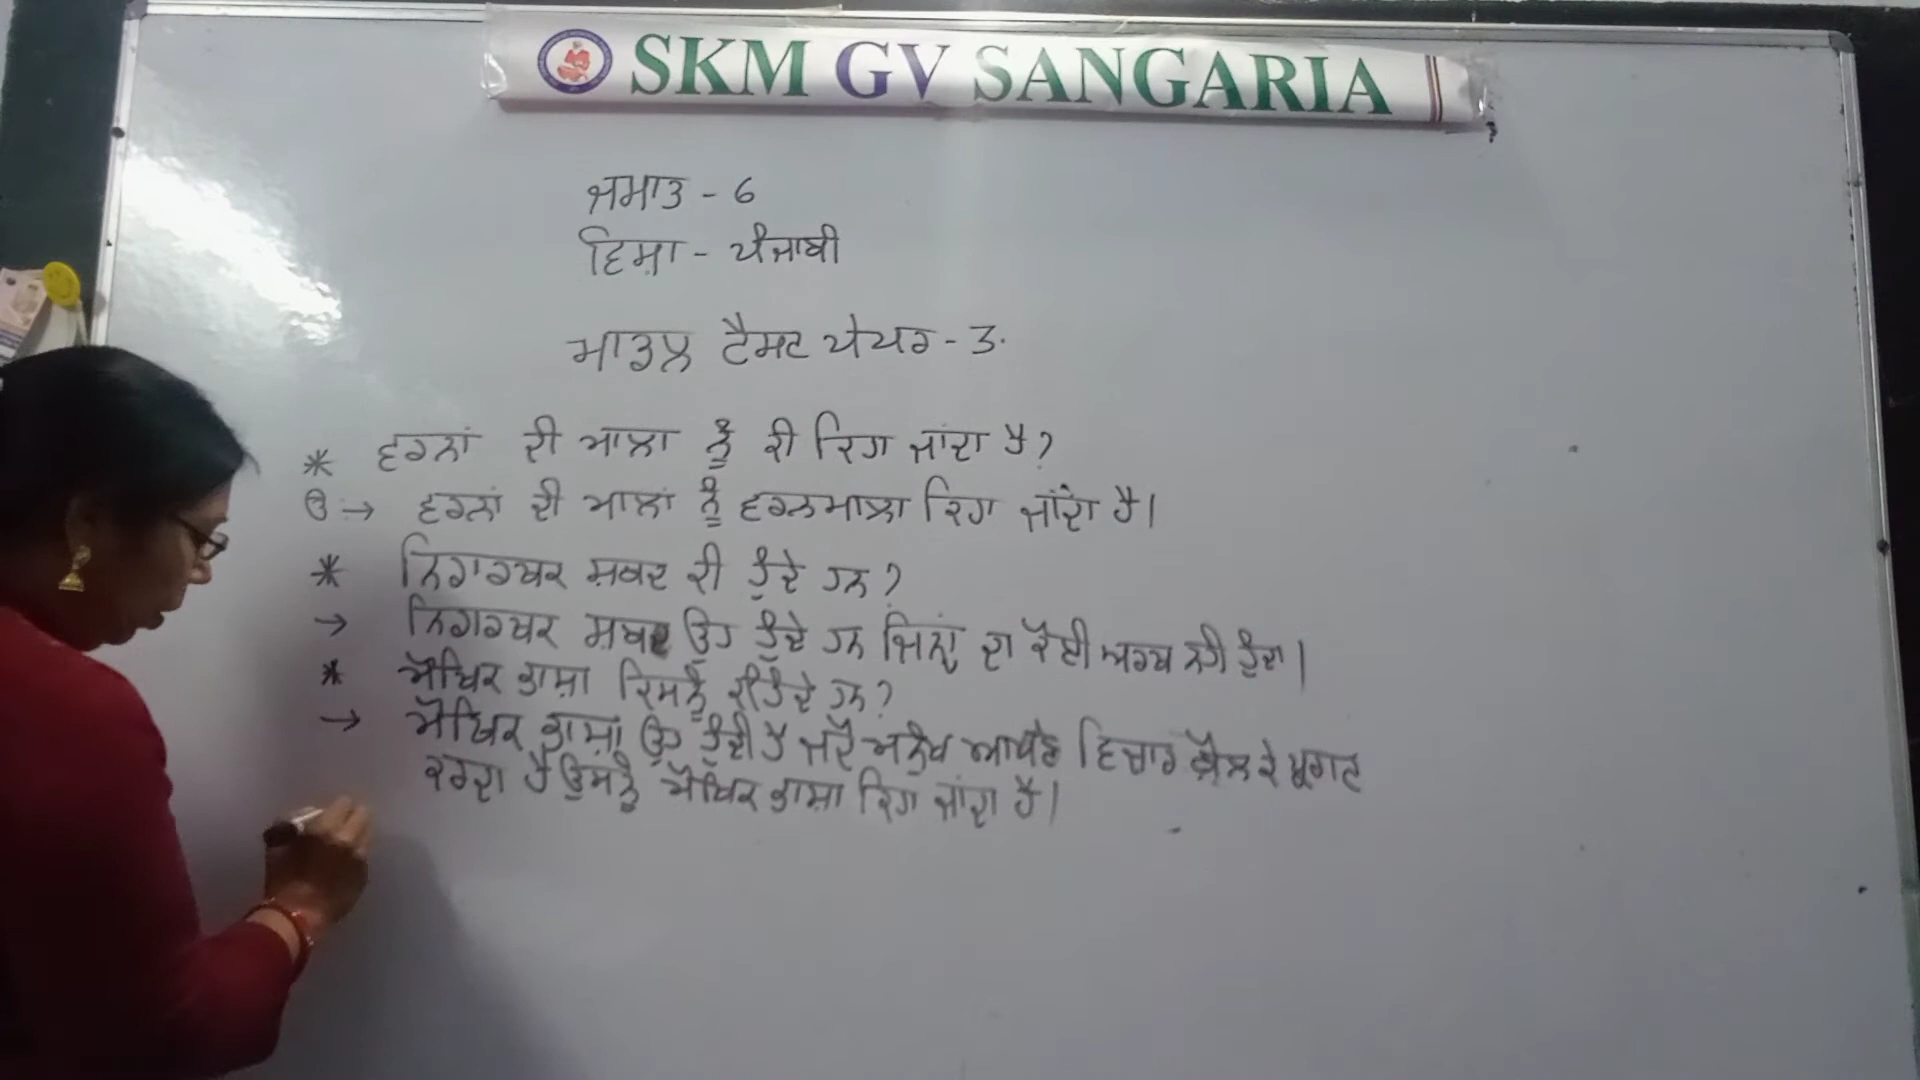 SKM GV SANGARIA
ਜਮਾਤ - 6
ਵਿਸ਼ਾ - ਪੰਜਾਬੀ
ਮਾਡਲ ਟੈਸਟ ਪੇਪਰ - 3.
* ਵਰਨਾਂ ਦੀ ਮਾਲਾ ਨੂੰ ਕੀ ਕਿਹਾ ਜਾਂਦਾ ਹੈ?
ੳ :→ ਵਰਨਾਂ ਦੀ ਮਾਲਾਂ ਨੂੰ ਵਰਨਮਾਲਾ ਕਿਹਾ ਜਾਂਦਾ ਹੈ।
* ਨਿਰਾਰਥਕ ਸ਼ਬਦ ਕੀ ਹੁੰਦੇ ਹਨ?
→ ਨਿਰਾਰਥਕ ਸ਼ਬਦ ਉਹ ਹੁੰਦੇ ਹਨ ਜਿਨ੍ਹਾਂ ਦਾ ਕੋਈ ਅਰਥ ਨਹੀ ਹੁੰਦਾ।
* ਮੌਖਿਕ ਭਾਸ਼ਾ ਕਿਸਨੂੰ ਕਹਿੰਦੇ ਹਨ?
→ ਮੌਖਿਕ ਭਾਸ਼ਾ ਉਹ ਹੁੰਦੀ ਹੈ ਜਦੋਂ ਮਨੁੱਖ ਆਪਣੇ ਵਿਚਾਰ ਬੋਲ ਕੇ ਪ੍ਰਗਟ
ਕਰਦਾ ਹੈ ਉਸਨੂੰ ਮੌਖਿਕ ਭਾਸ਼ਾ ਕਿਹਾ ਜਾਂਦਾ ਹੈ।